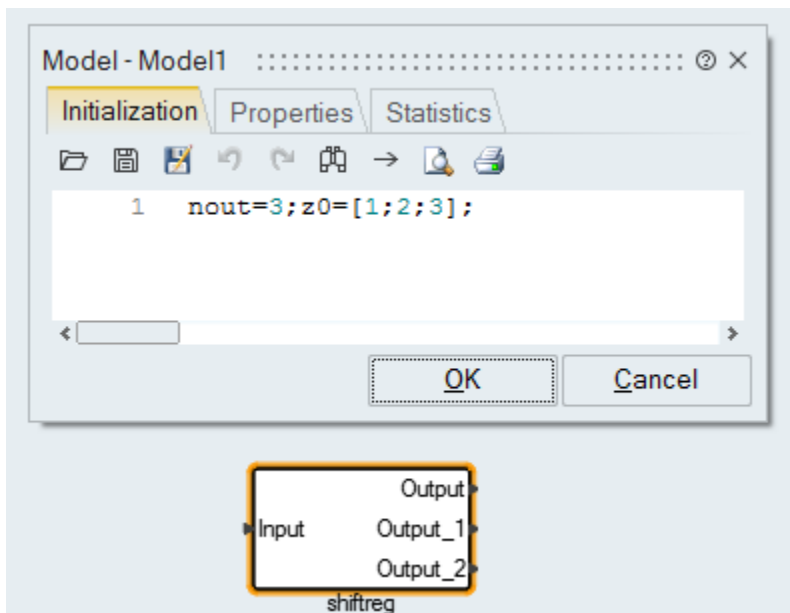 Model - Model1
Initialization Properties Statistics
1 nout=3;z0=[1;2;3];
OK Cancel
Output
Input Output_1
Output_2
shiftreg